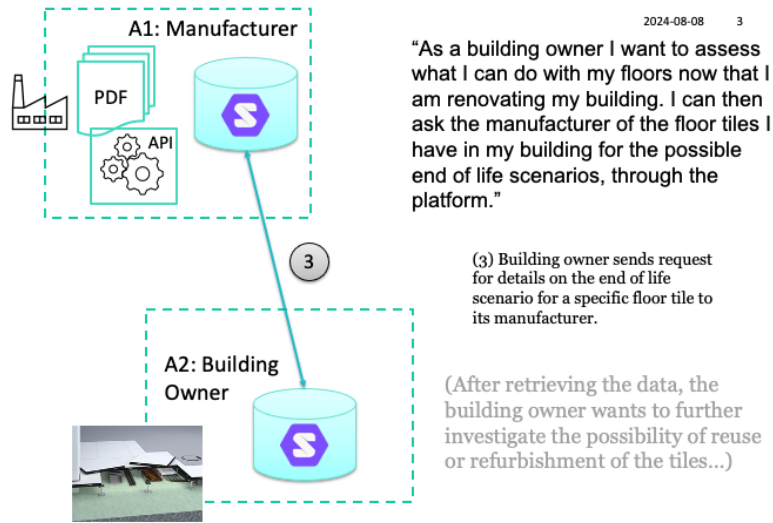 2024-08-08 3
A1: Manufacturer
PDF
API
“As a building owner I want to assess
what I can do with my floors now that I
am renovating my building. I can then
ask the manufacturer of the floor tiles I
have in my building for the possible
end of life scenarios, through the
platform.”
3
(3) Building owner sends request
for details on the end of life
scenario for a specific floor tile to
its manufacturer.
A2: Building
Owner
(After retrieving the data, the
building owner wants to further
investigate the possibility of reuse
or refurbishment of the tiles...)